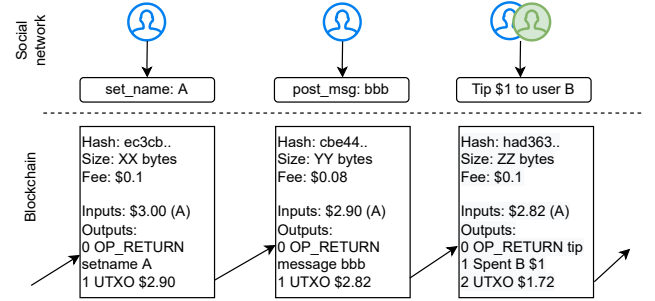 Social
network
set_name: A
post_msg: bbb
Tip $1 to user B
Blockchain
Hash: ec3cb..
Size: XX bytes
Fee: $0.1
Inputs: $3.00 (A)
Outputs:
0 OP_RETURN
setname A
1 UTXO $2.90
Hash: cbe44..
Size: YY bytes
Fee: $0.08
Inputs: $2.90 (A)
Outputs:
0 OP_RETURN
message bbb
1 UTXO $2.82
Hash: had363..
Size: ZZ bytes
Fee: $0.1
Inputs: $2.82 (A)
Outputs:
0 OP_RETURN tip
1 Spent B $1
2 UTXO $1.72